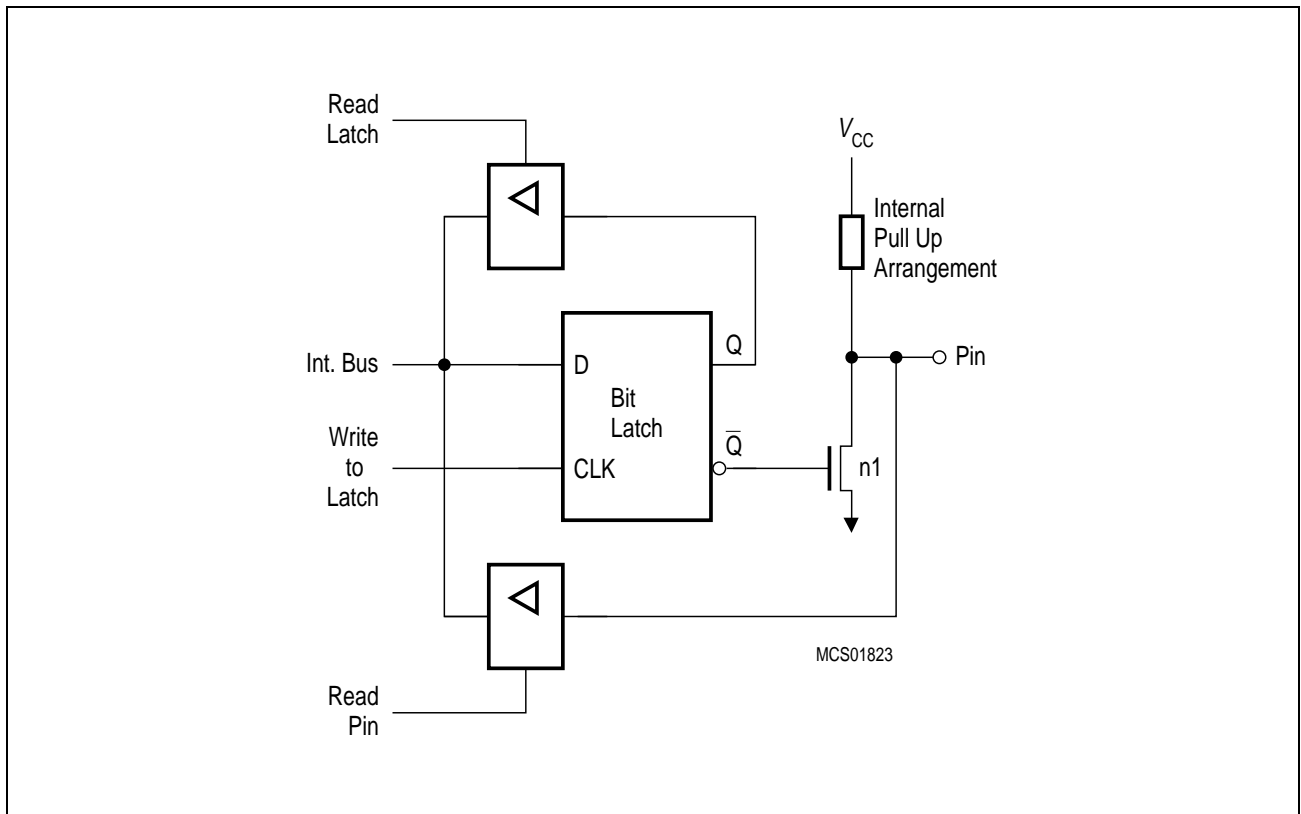 Read
Latch
V_CC
Internal
Pull Up
Arrangement
Int. Bus
D
Q
Pin
Bit
Latch
Write
to
Latch
CLK
Q̅
n1
MCS01823
Read
Pin